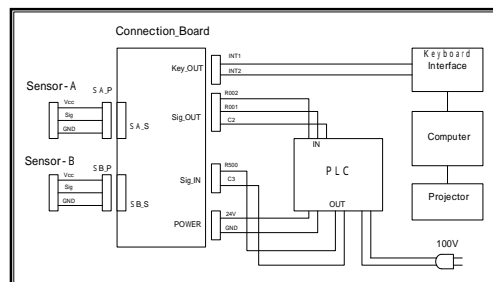 Connection_Board
Sensor-A
SA_P
Vcc
Sig
GND
SA_S
Sensor-B
SB_P
Vcc
Sig
GND
SB_S
Key_OUT
INT1
INT2
Sig_OUT
R002
R001
C2
Sig_IN
R500
C3
POWER
24V
GND
IN
PLC
OUT
Keyboard
Interface
Computer
Projector
100V